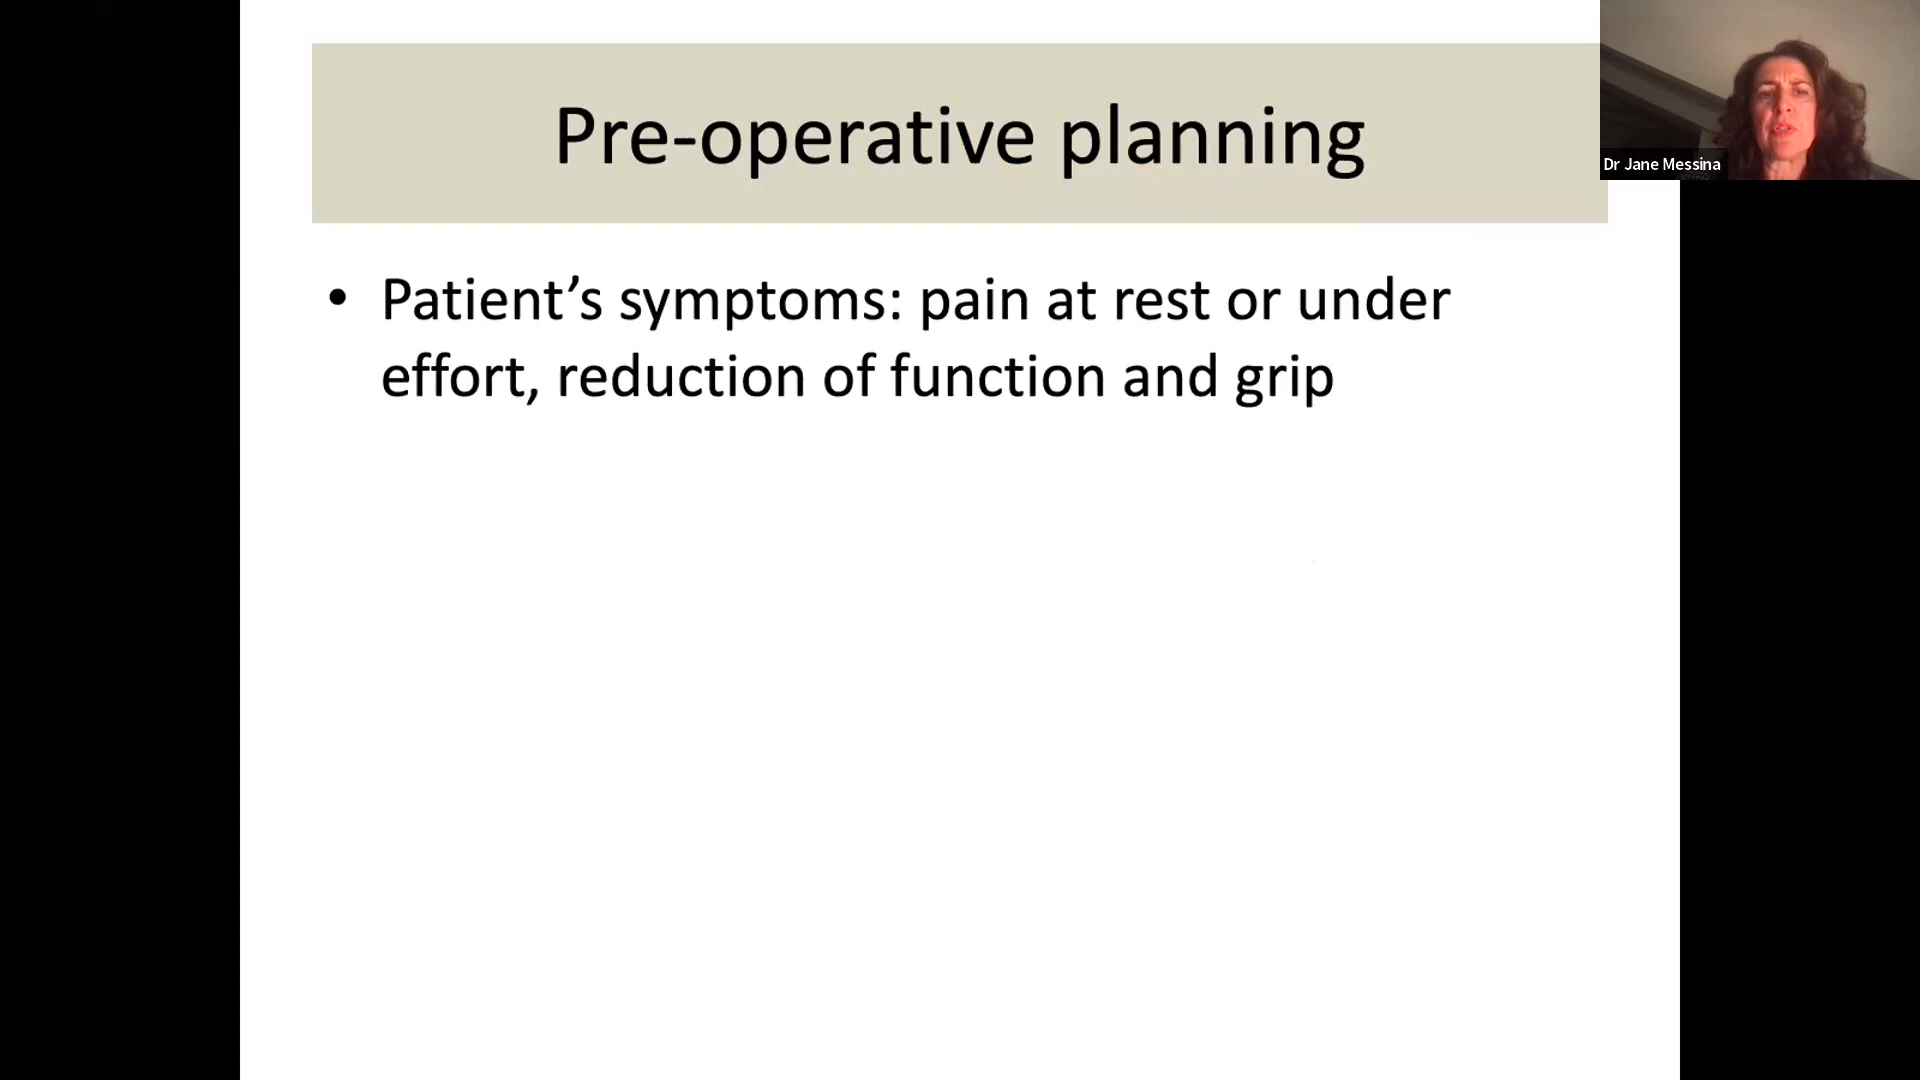 Pre-operative planning
Dr Jane Messina
• Patient’s symptoms: pain at rest or under
effort, reduction of function and grip